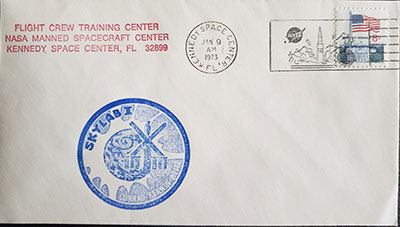 FLIGHT CREW TRAINING CENTER
NASA MANNED SPACECRAFT CENTER
KENNEDY SPACE CENTER, FL 32899
KENNEDY SPACE CENTER, FL.
9
AM
1973
SKYLAB I
CONRAD